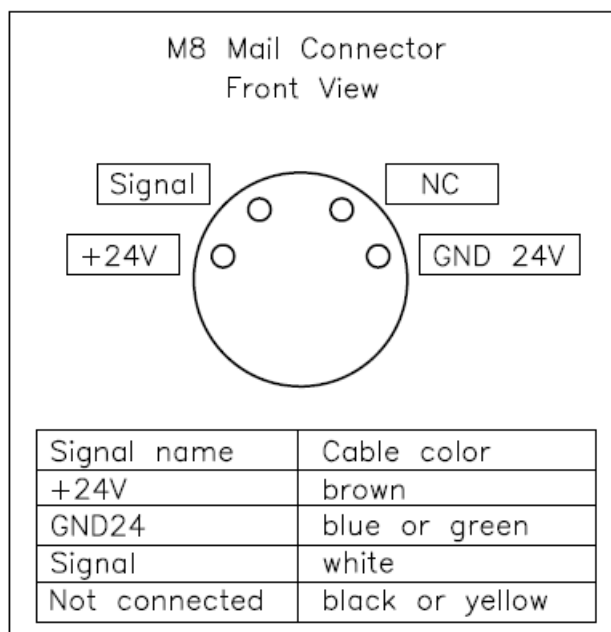 M8 Mail Connector
Front View
Signal
NC
+24V
GND 24V
Signal name Cable color
+24V brown
GND24 blue or green
Signal white
Not connected black or yellow